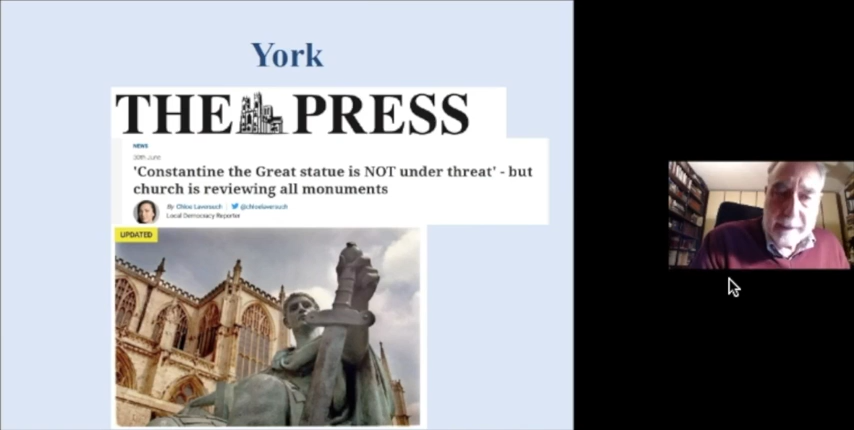 York
THE PRESS
NEWS
30th June
'Constantine the Great statue is NOT under threat' - but
church is reviewing all monuments
By Chloe Laversuch | @chloelaversuch
Local Democracy Reporter
UPDATED